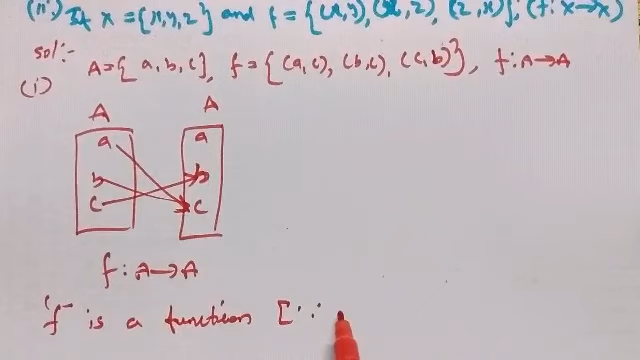 (ii) If x = {x, y, z} and f = {(x, y), (x, z), (z, x)}; (f: x→x)
sol:-
(i) A = {a, b, c}, f = {(a, c), (b, c), (c, b)}, f: A→A
A A
a a
b b
c c
f : A→A
'f' is a function [∵